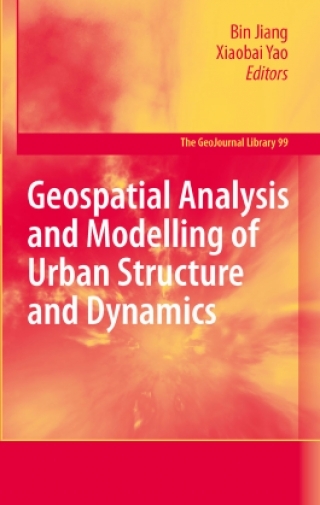 Bin Jiang
Xiaobai Yao
Editors
The GeoJournal Library 99
Geospatial Analysis
and Modelling of
Urban Structure
and Dynamics